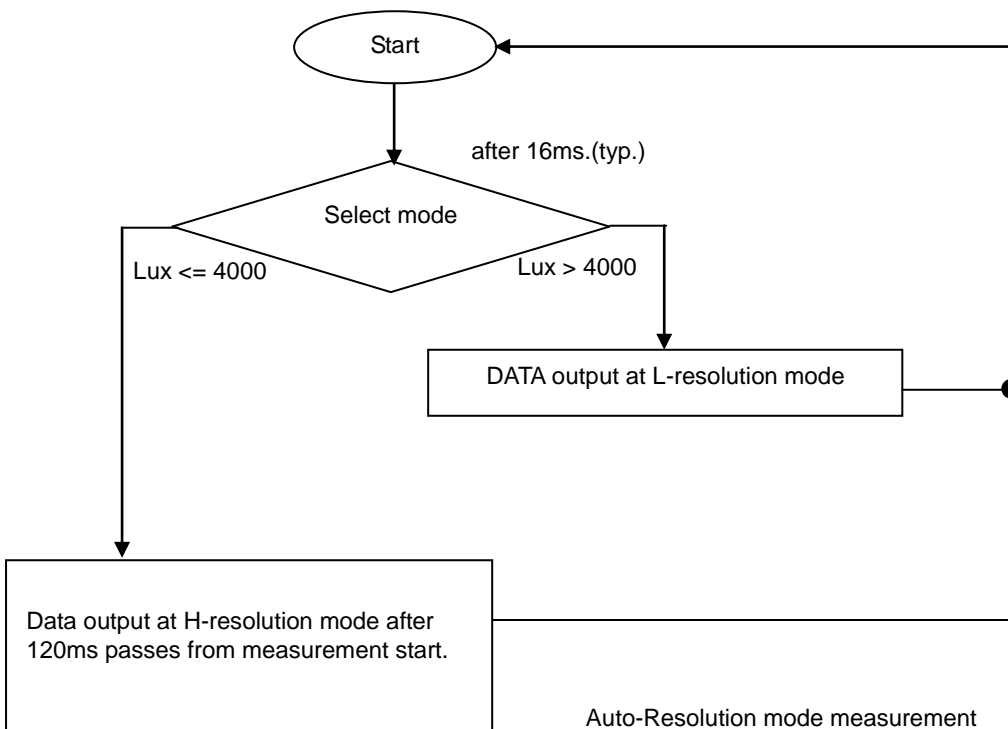 Start
after 16ms.(typ.)
Select mode
Lux <= 4000
Lux > 4000
DATA output at L-resolution mode
Data output at H-resolution mode after
120ms passes from measurement start.
Auto-Resolution mode measurement